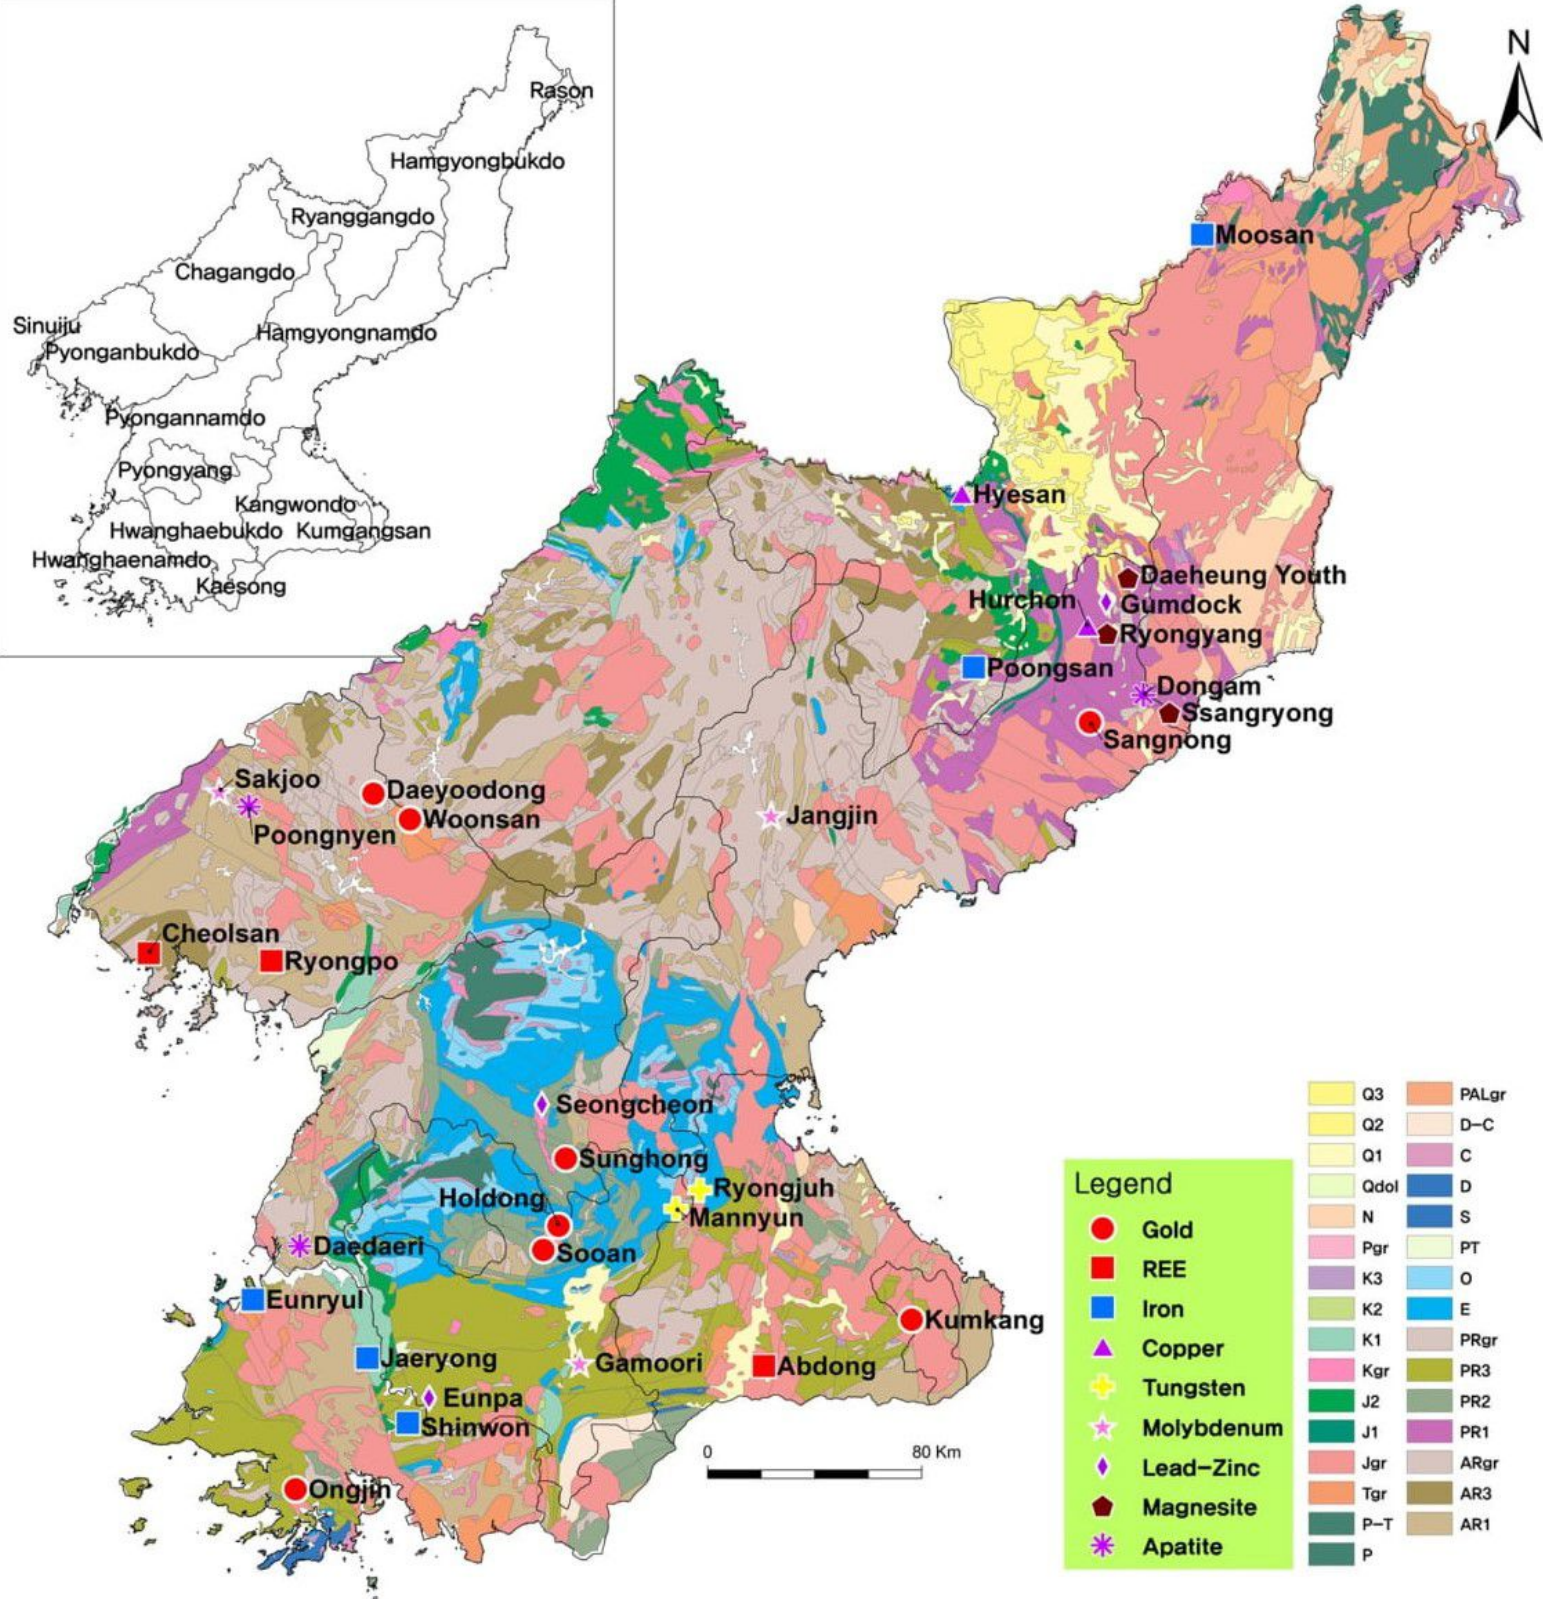 Rason
Hamgyongbukdo
Ryanggangdo
Chagangdo
Sinuiju
Hamgyongnamdo
Pyonganbukdo
Pyongannamdo
Pyongyang
Kangwondo
Hwanghaebukdo
Kumgangsan
Hwanghaenamdo
Kaesong
N
Moosan
Hyesan
Daeheung Youth
Hurchon
Gumdock
Ryongyang
Poongsan
Dongam
Ssangryong
Sangnong
Sakjoo
Daeyoodong
Woonsan
Poongnyen
Jangjin
Cheolsan
Ryongpo
Seongcheon
Sunghong
Ryongjuh
Holdong
Mannyun
Daedaeri
Sooan
Eunryul
Kumkang
Jaeryong
Gamoori
Abdong
Eunpa
Shinwon
Ongjin
0 80 Km
Legend
Gold
REE
Iron
Copper
Tungsten
Molybdenum
Lead-Zinc
Magnesite
Apatite
Q3
Q2
Q1
Qdol
N
Pgr
K3
K2
K1
Kgr
J2
J1
Jgr
Tgr
P-T
P
PALgr
D-C
C
D
S
PT
O
E
PRgr
PR3
PR2
PR1
ARgr
AR3
AR1